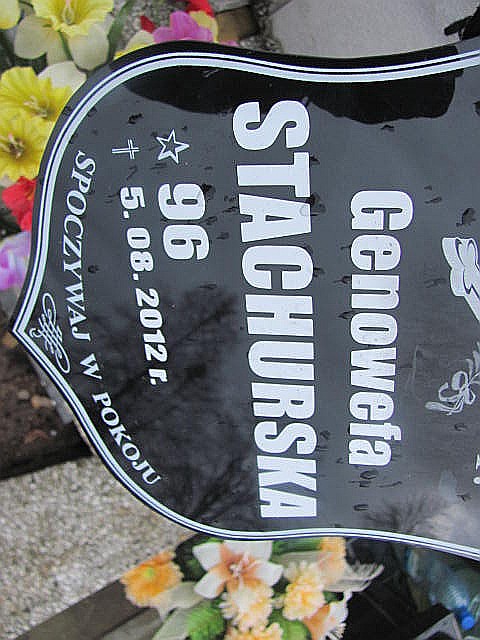 Genowefa
STACHURSKA
☆ 96
† 5.08.2012 r.
SPOCZYWAJ W POKOJU